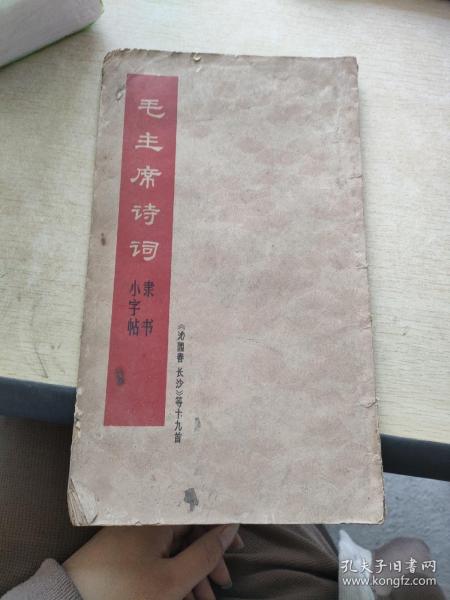 毛主席诗词
隶书
小字帖
《沁园春 长沙》等十九首
孔夫子旧书网
www.kongfz.com